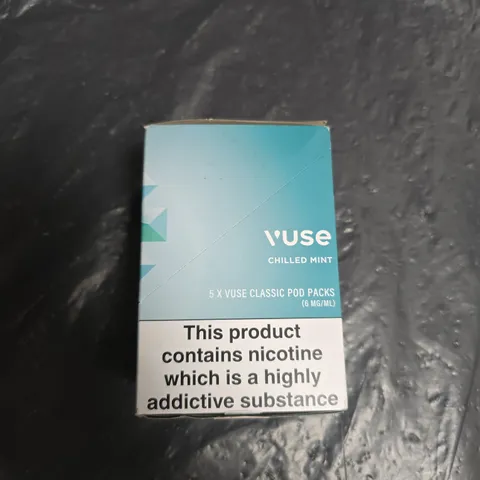 vuse
CHILLED MINT
5 X VUSE CLASSIC POD PACKS
(6 MG/ML)
This product
contains nicotine
which is a highly
addictive substance